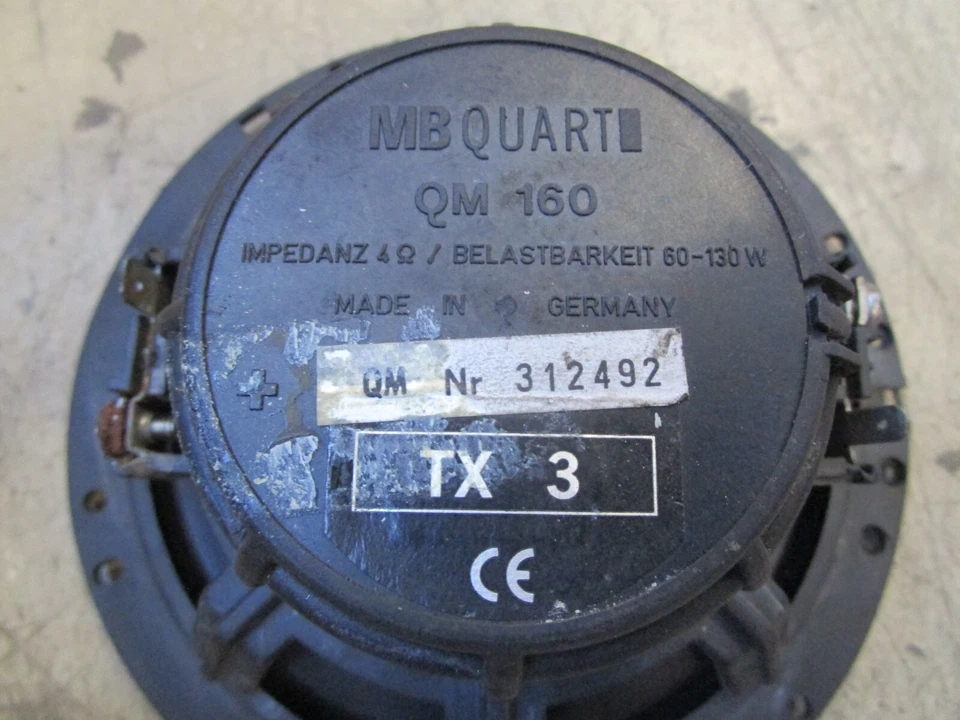 MB QUART
QM 160
IMPEDANZ 4 Ω / BELASTBARKEIT 60-130 W
MADE IN GERMANY
+
QM Nr 312492
TX 3
CE